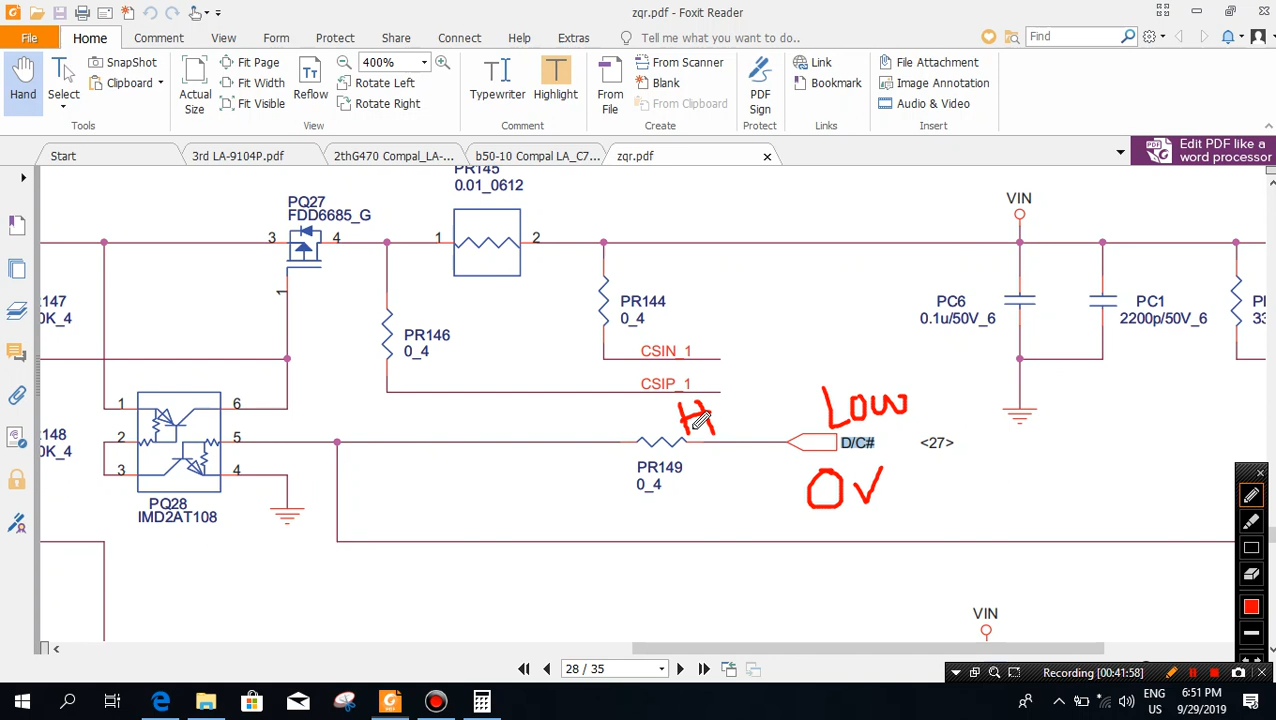 zqr.pdf - Foxit Reader
File
Home
Comment
View
Form
Protect
Share
Connect
Help
Extras
Tell me what you want to do...
Find
Hand
Select
SnapShot
Clipboard
Tools
Actual Size
Fit Page
Fit Width
Fit Visible
Reflow
400%
Rotate Left
Rotate Right
View
Typewriter
Highlight
Comment
From File
From Scanner
Blank
From Clipboard
Create
PDF Sign
Protect
Link
Bookmark
Links
File Attachment
Image Annotation
Audio & Video
Insert
Start
3rd LA-9104P.pdf
2thG470 Compal_LA-...
b50-10 Compal LA_C7...
zqr.pdf
Edit PDF like a word processor
PR145
0.01_0612
PQ27
FDD6685_G
VIN
3
4
1
2
1
147
0K_4
PR146
0_4
PR144
0_4
PC6
0.1u/50V_6
PC1
2200p/50V_6
33
CSIN_1
CSIP_1
H
Low
1
6
2
5
3
4
148
0K_4
D/C#
<27>
PR149
0_4
0V
PQ28
IMD2AT108
VIN
28 / 35
Recording [00:41:58]
ENG
US
6:51 PM
9/29/2019